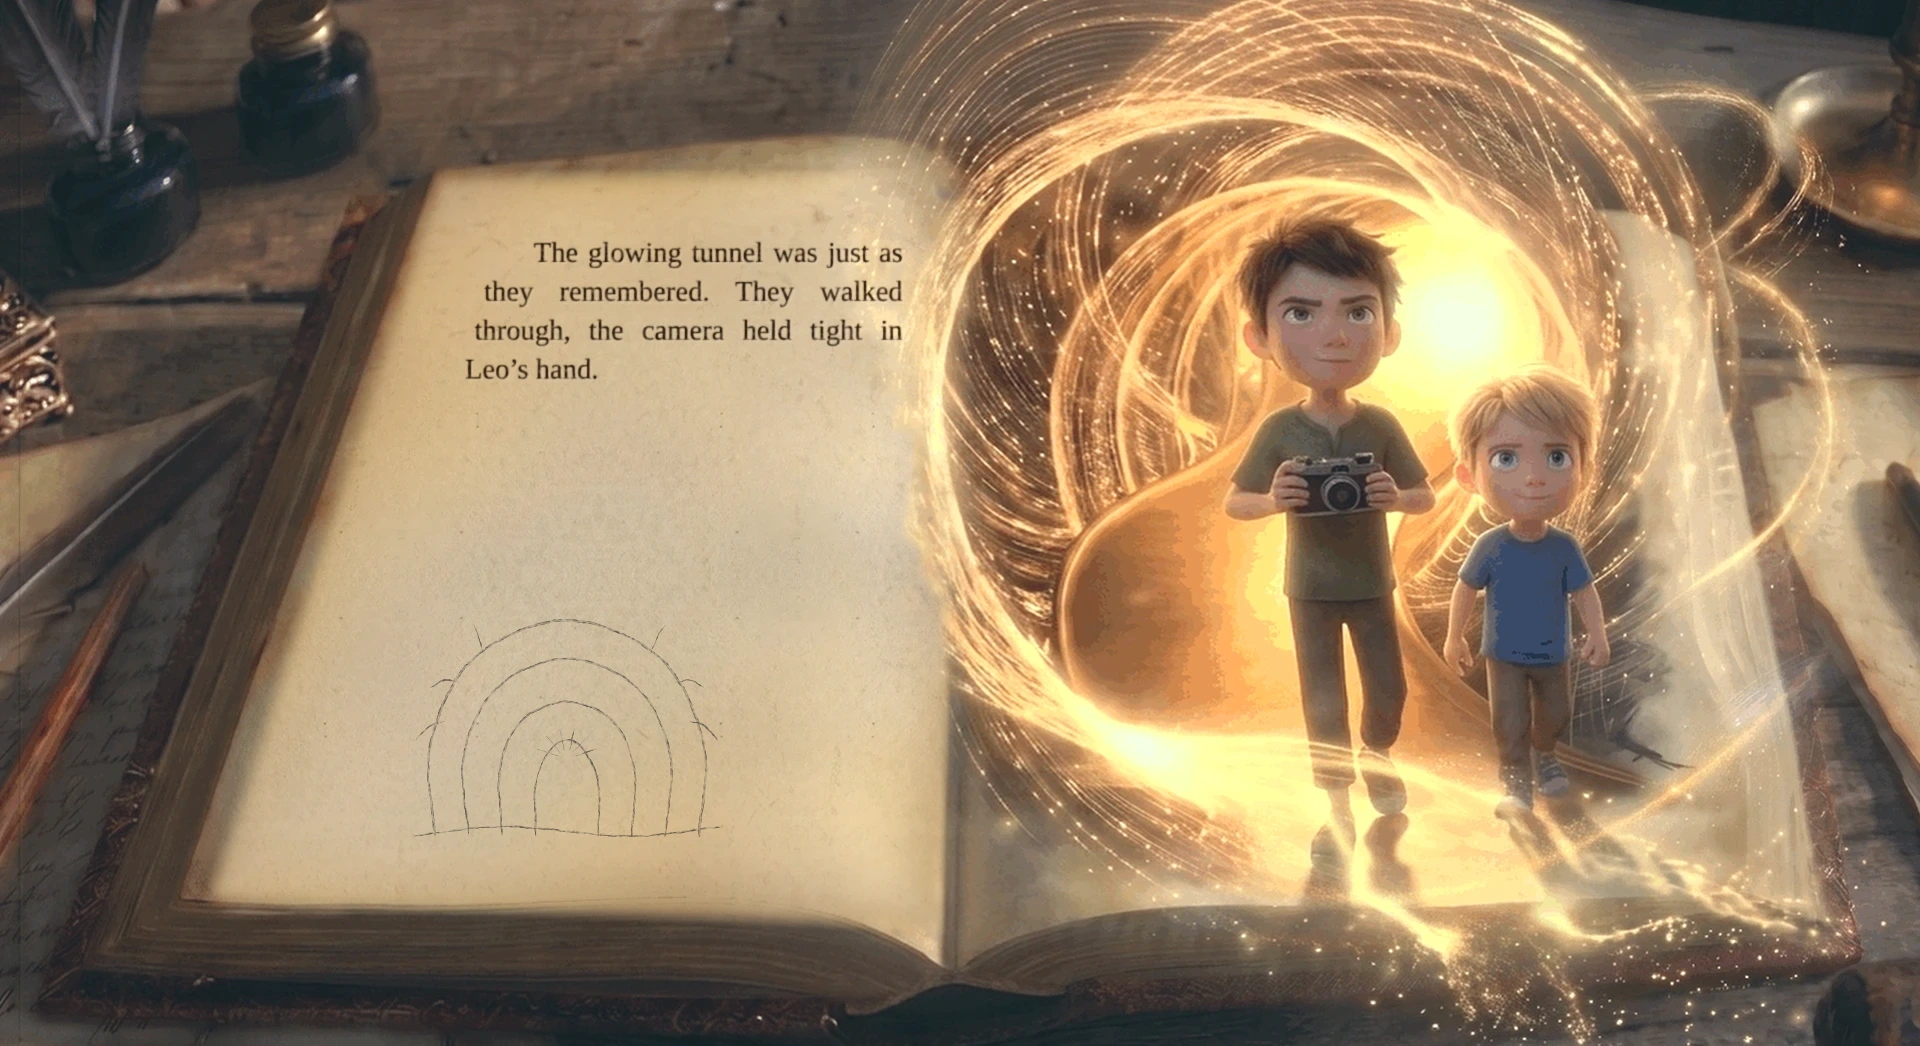 The glowing tunnel was just as
they remembered. They walked
through, the camera held tight in
Leo’s hand.